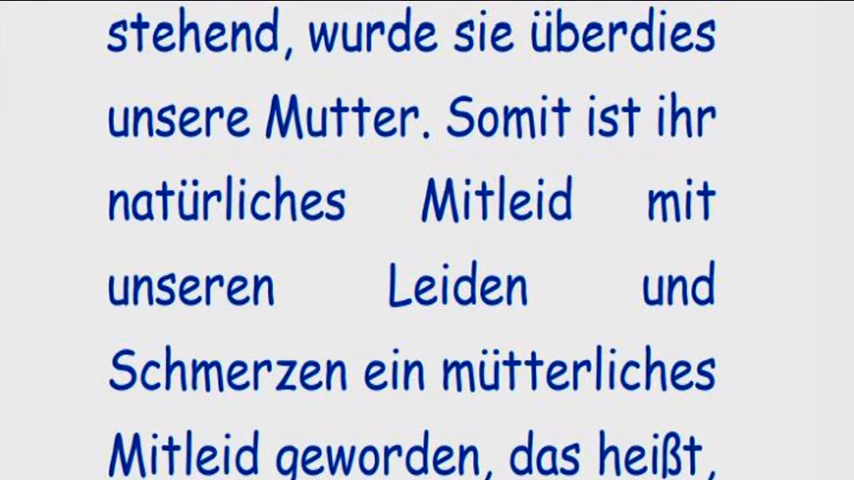 stehend, wurde sie überdies
unsere Mutter. Somit ist ihr
natürliches Mitleid mit
unseren Leiden und
Schmerzen ein mütterliches
Mitleid geworden, das heißt,